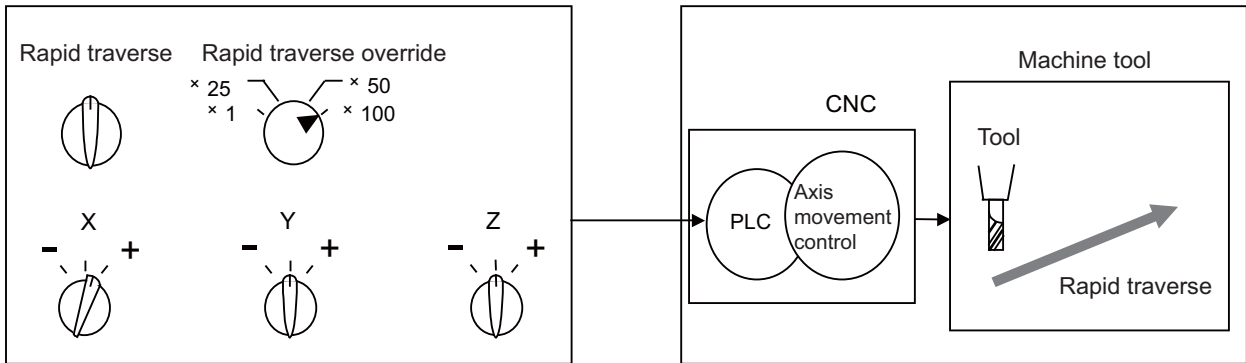 Rapid traverse
Rapid traverse override
× 25
× 50
× 1
× 100
X
Y
Z
- +
- +
- +
CNC
PLC
Axis
movement
control
Machine tool
Tool
Rapid traverse